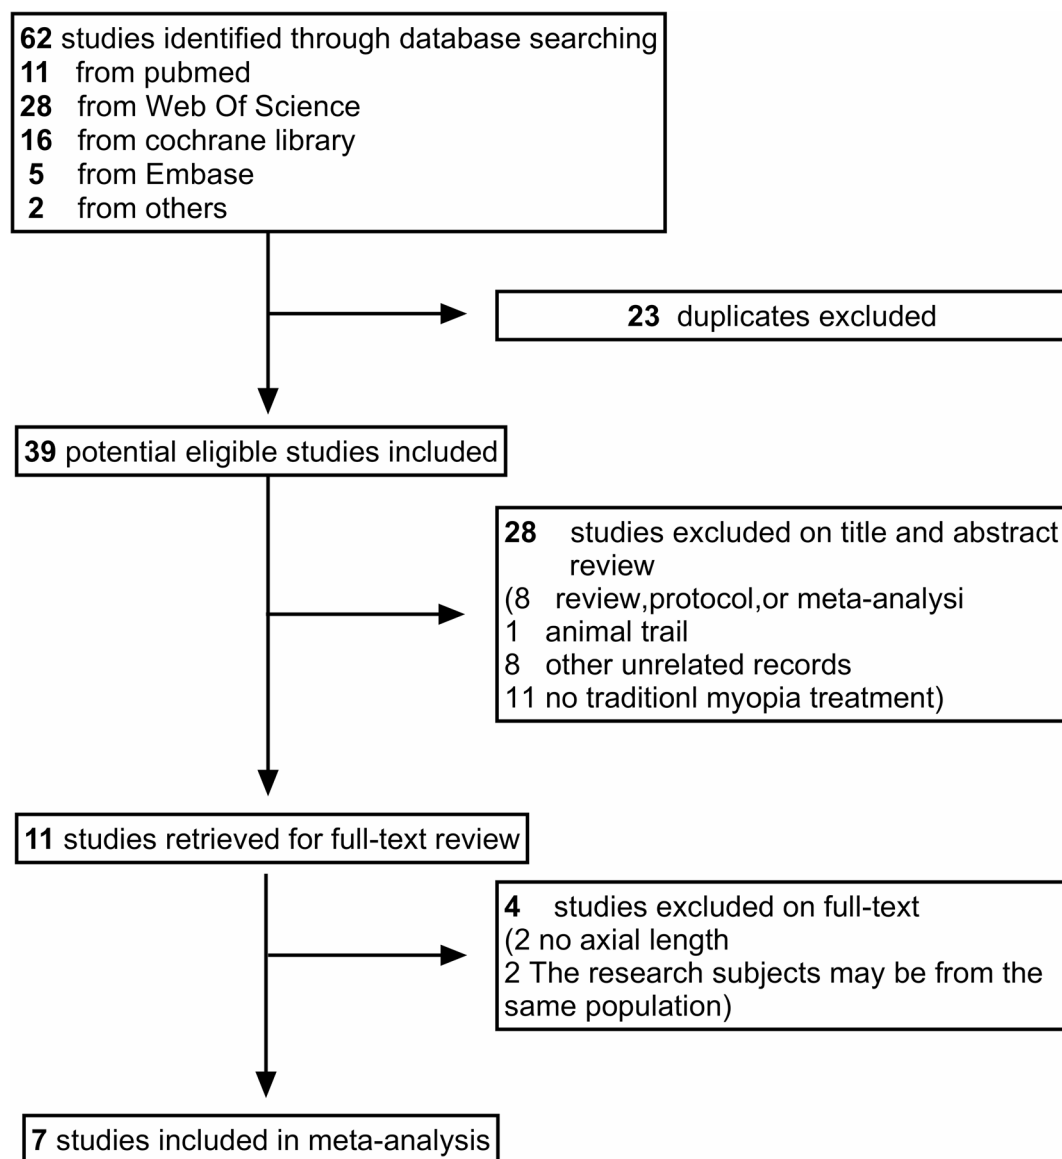 62 studies identified through database searching
11 from pubmed
28 from Web Of Science
16 from cochrane library
5 from Embase
2 from others
23 duplicates excluded
39 potential eligible studies included
28 studies excluded on title and abstract
review
(8 review,protocol,or meta-analysi
1 animal trail
8 other unrelated records
11 no traditionl myopia treatment)
11 studies retrieved for full-text review
4 studies excluded on full-text
(2 no axial length
2 The research subjects may be from the
same population)
7 studies included in meta-analysis